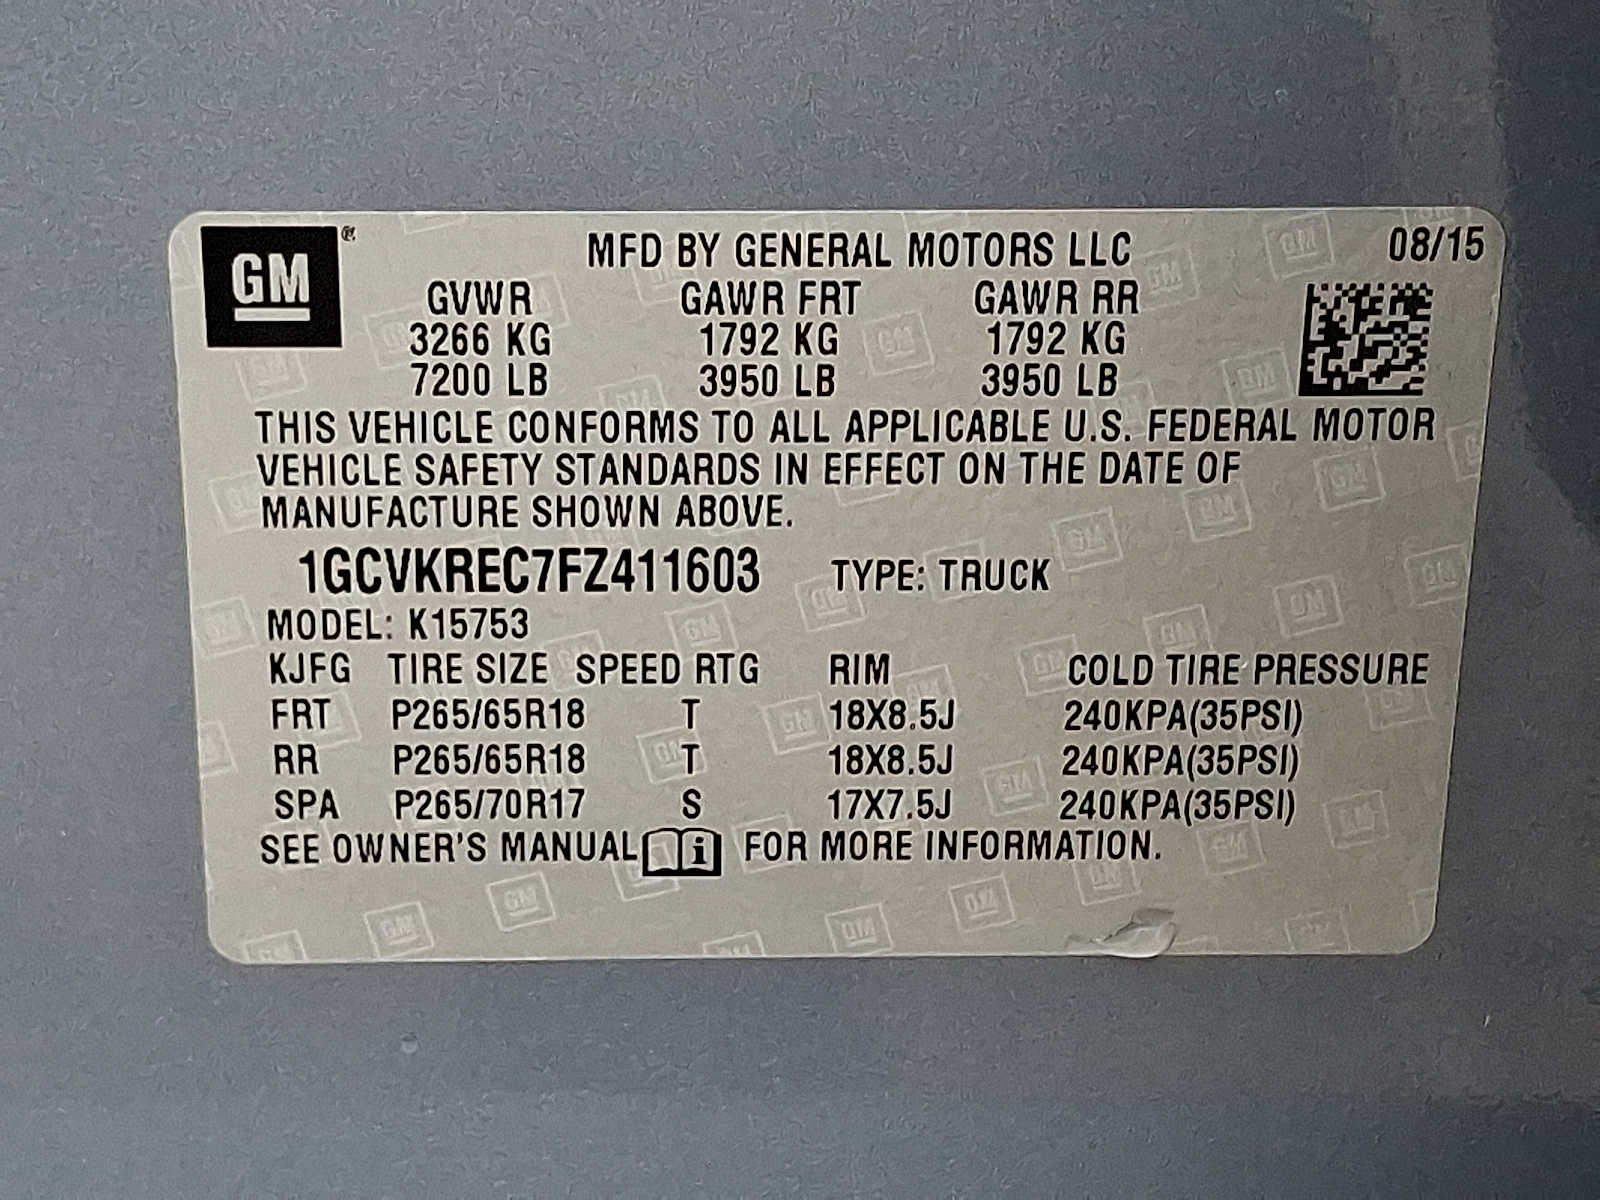 GM ®
MFD BY GENERAL MOTORS LLC 08/15
GVWR GAWR FRT GAWR RR
3266 KG 1792 KG 1792 KG
7200 LB 3950 LB 3950 LB
THIS VEHICLE CONFORMS TO ALL APPLICABLE U.S. FEDERAL MOTOR
VEHICLE SAFETY STANDARDS IN EFFECT ON THE DATE OF
MANUFACTURE SHOWN ABOVE.
1GCVKREC7FZ411603 TYPE: TRUCK
MODEL: K15753
KJFG TIRE SIZE SPEED RTG RIM COLD TIRE PRESSURE
FRT P265/65R18 T 18X8.5J 240KPA(35PSI)
RR P265/65R18 T 18X8.5J 240KPA(35PSI)
SPA P265/70R17 S 17X7.5J 240KPA(35PSI)
SEE OWNER'S MANUAL i FOR MORE INFORMATION.